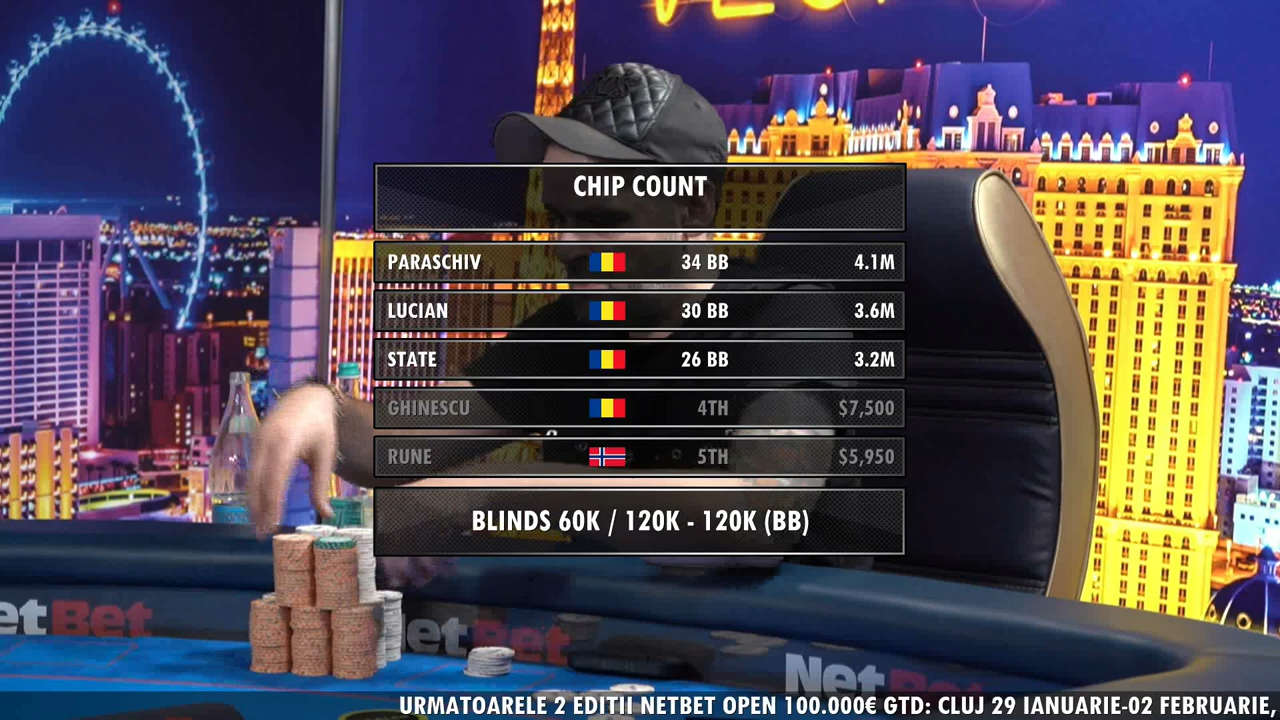 CHIP COUNT
PARASCHIV 34 BB 4.1M
LUCIAN 30 BB 3.6M
STATE 26 BB 3.2M
GHINESCU 4TH $7,500
RUNE 5TH $5,950
BLINDS 60K / 120K - 120K (BB)
etBet
etBet
NetBet
URMATOARELE 2 EDITII NETBET OPEN 100.000€ GTD: CLUJ 29 IANUARIE-02 FEBRUARIE,